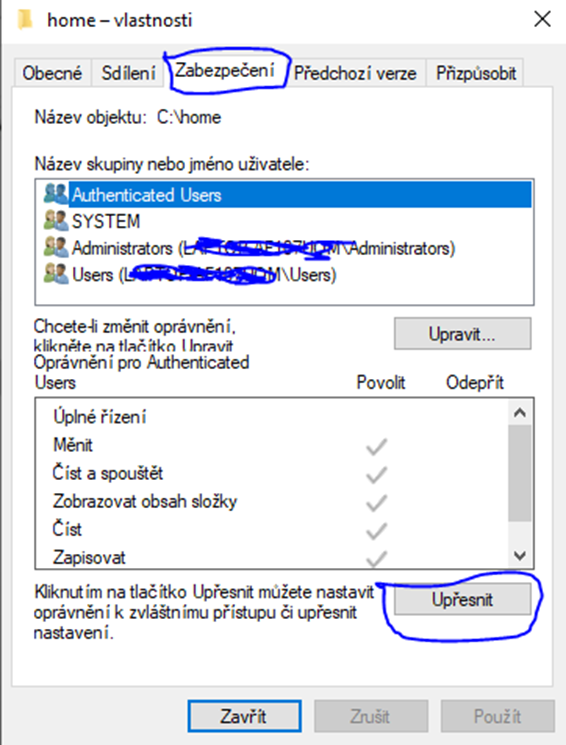 home – vlastnosti
Obecné Sdílení Zabezpečení Předchozí verze Přizpůsobit
Název objektu: C:\home
Název skupiny nebo jméno uživatele:
Authenticated Users
SYSTEM
Administrators (\Administrators)
Users (\Users)
Chcete-li změnit oprávnění,
klikněte na tlačítko Upravit.
Upravit...
Oprávnění pro Authenticated
Users
Povolit Odepřít
Úplné řízení
Měnit
Číst a spouštět
Zobrazovat obsah složky
Číst
Zapisovat
Kliknutím na tlačítko Upřesnit můžete nastavit
oprávnění k zvláštnímu přístupu či upřesnit
nastavení.
Upřesnit
Zavřít Zrušit Použít